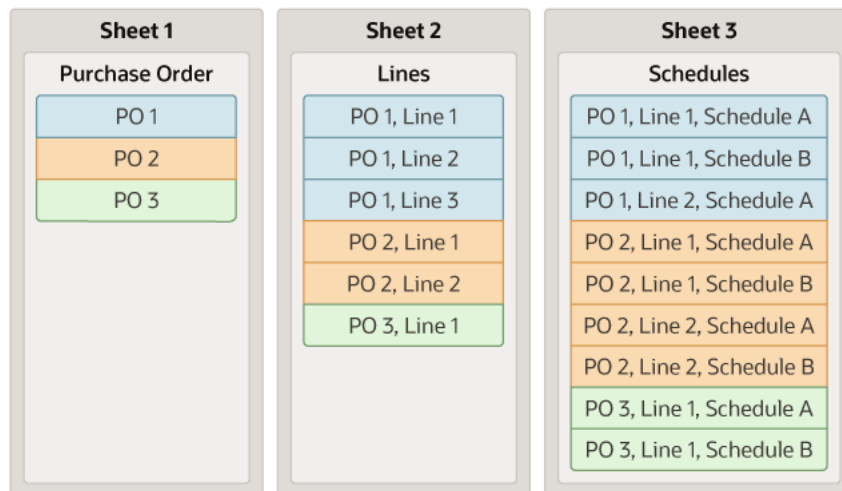 Sheet 1
Purchase Order
PO 1
PO 2
PO 3
Sheet 2
Lines
PO 1, Line 1
PO 1, Line 2
PO 1, Line 3
PO 2, Line 1
PO 2, Line 2
PO 3, Line 1
Sheet 3
Schedules
PO 1, Line 1, Schedule A
PO 1, Line 1, Schedule B
PO 1, Line 2, Schedule A
PO 2, Line 1, Schedule A
PO 2, Line 1, Schedule B
PO 2, Line 2, Schedule A
PO 2, Line 2, Schedule B
PO 3, Line 1, Schedule A
PO 3, Line 1, Schedule B